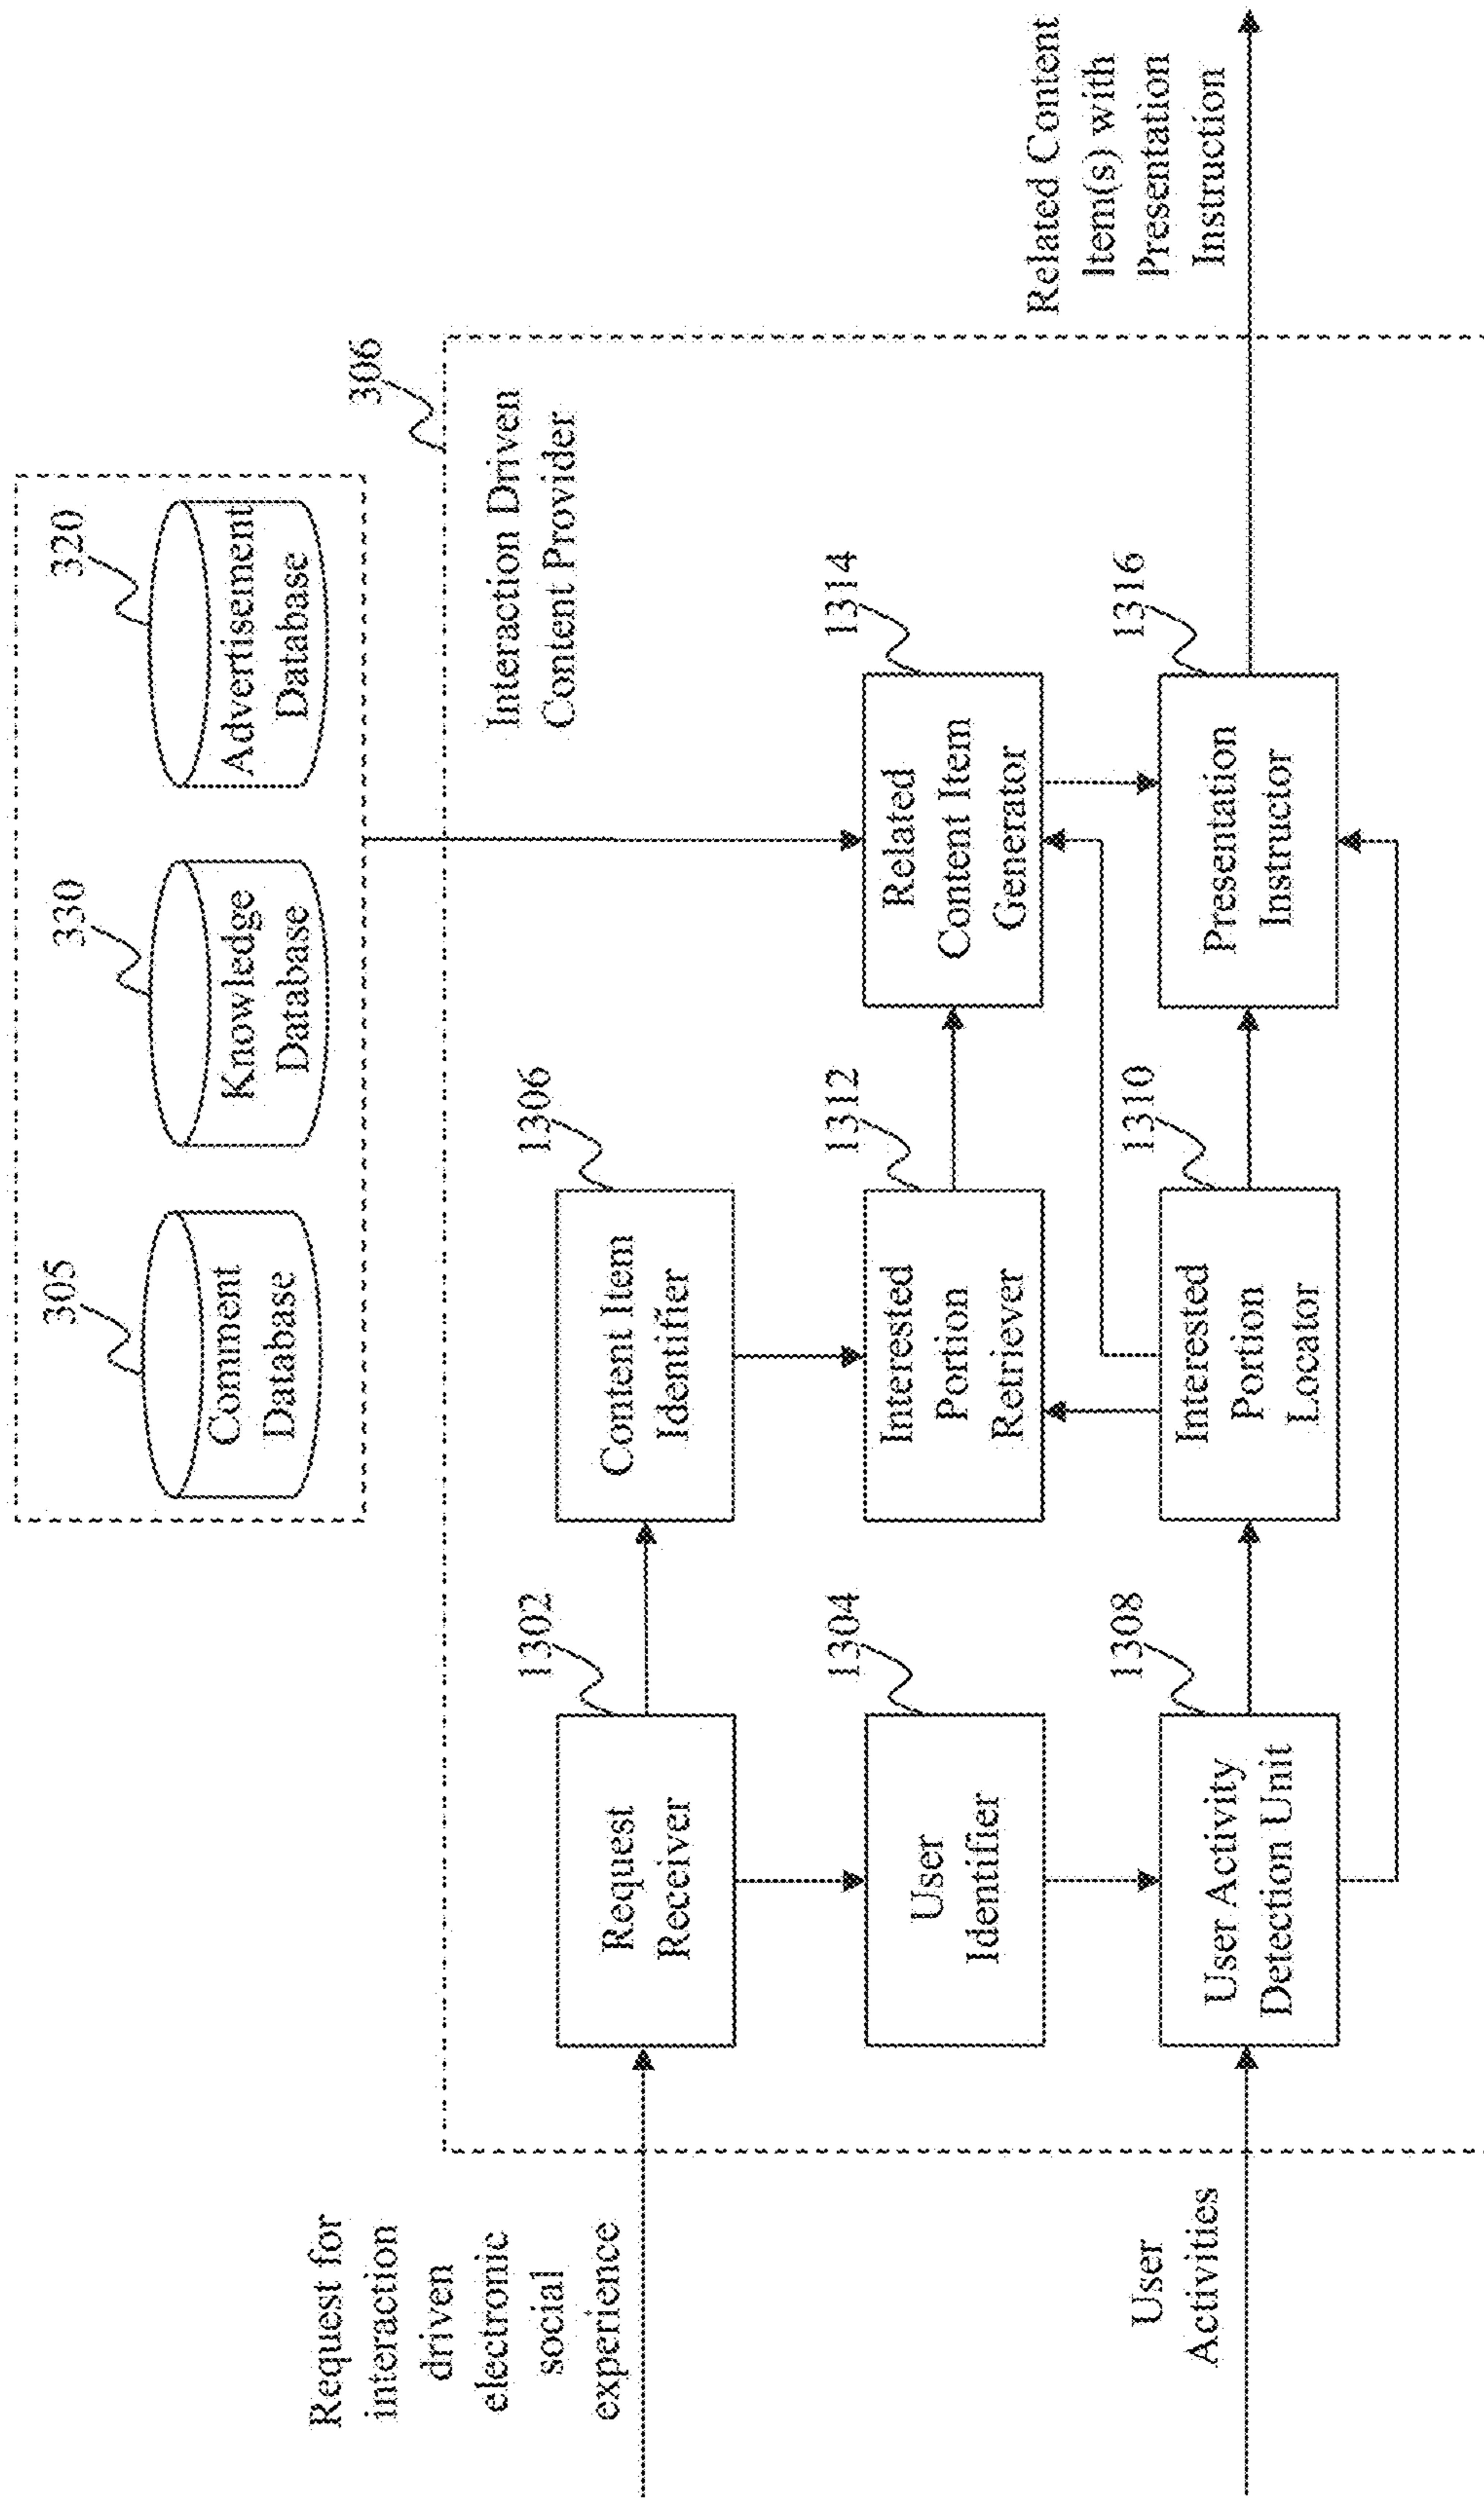 305
Comment
Database
330
Knowledge
Database
320
Advertisement
Database
306
Interaction Driven
Content Provider
Request for
interaction
driven
electronic
social
experience
1302
Request
Receiver
1306
Content Item
Identifier
1304
User
Identifier
1312
Interested
Portion
Retriever
1314
Related
Content Item
Generator
User
Activities
1308
User Activity
Detection Unit
1310
Interested
Portion
Locator
1316
Presentation
Instructor
Related Content
Item(s) with
Presentation
Instruction